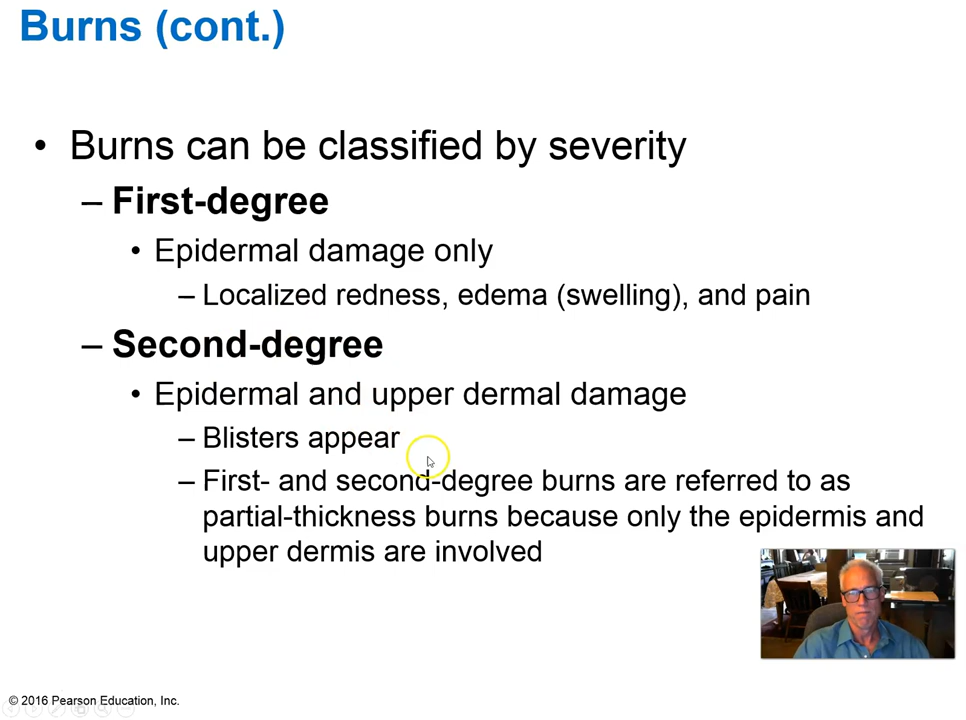 Burns (cont.)
• Burns can be classified by severity
– First-degree
• Epidermal damage only
– Localized redness, edema (swelling), and pain
– Second-degree
• Epidermal and upper dermal damage
– Blisters appear
– First- and second-degree burns are referred to as
partial-thickness burns because only the epidermis and
upper dermis are involved
© 2016 Pearson Education, Inc.